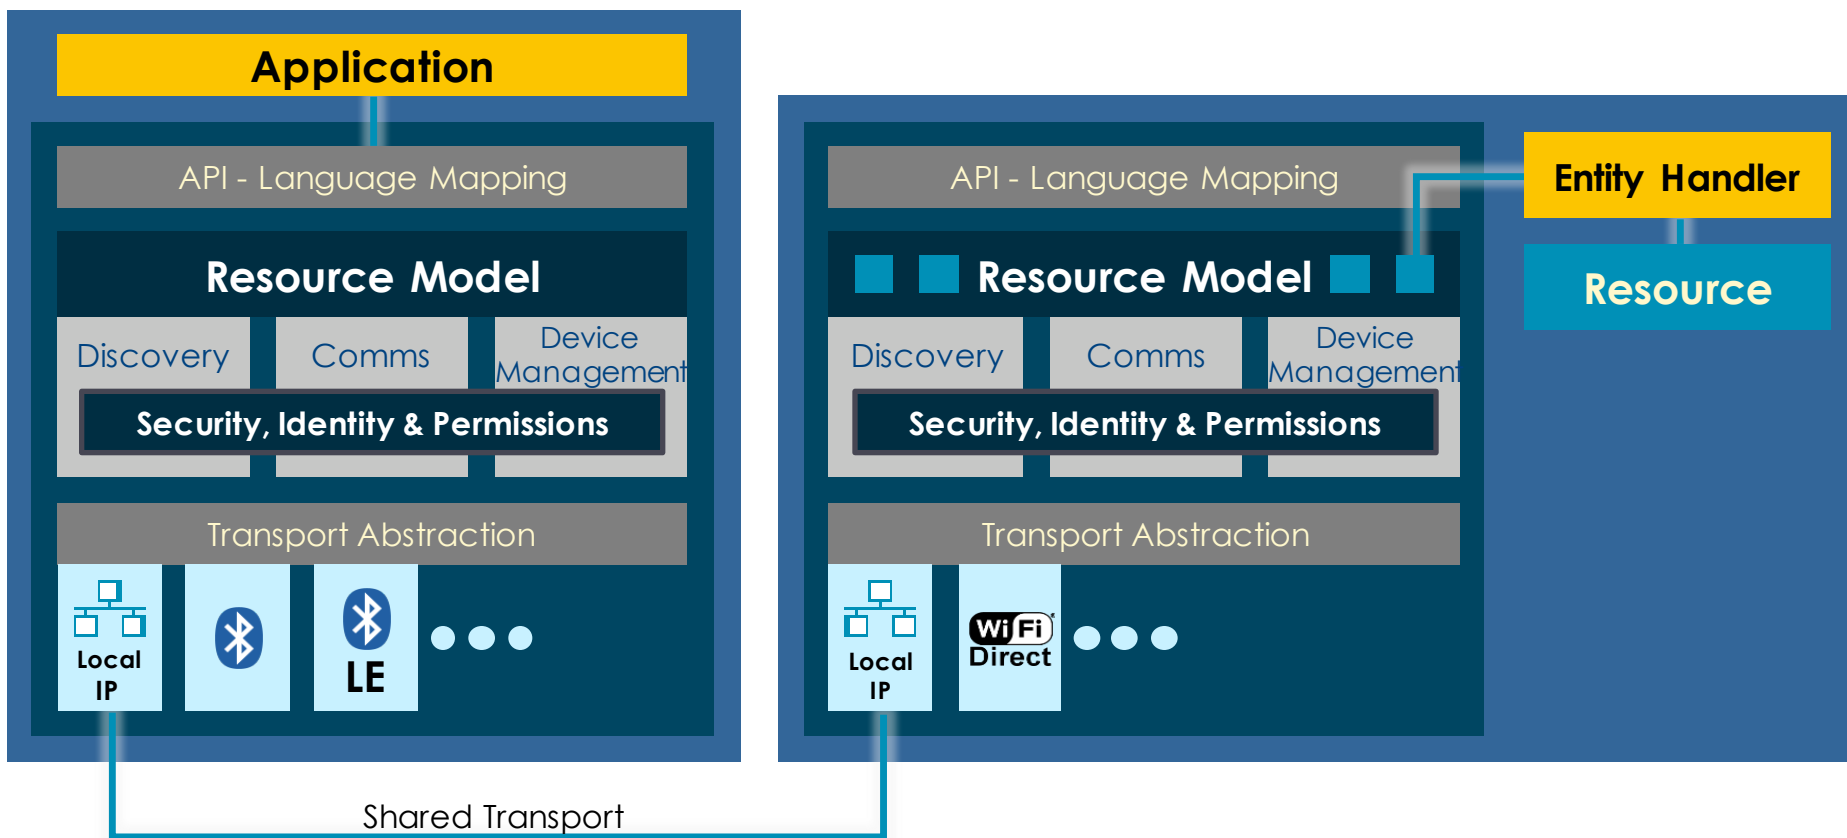 Application
API - Language Mapping
Resource Model
Discovery
Comms
Device
Management
Security, Identity & Permissions
Transport Abstraction
Local
IP
LE
API - Language Mapping
Resource Model
Discovery
Comms
Device
Management
Security, Identity & Permissions
Transport Abstraction
Local
IP
Wi Fi
Direct
Entity Handler
Resource
Shared Transport